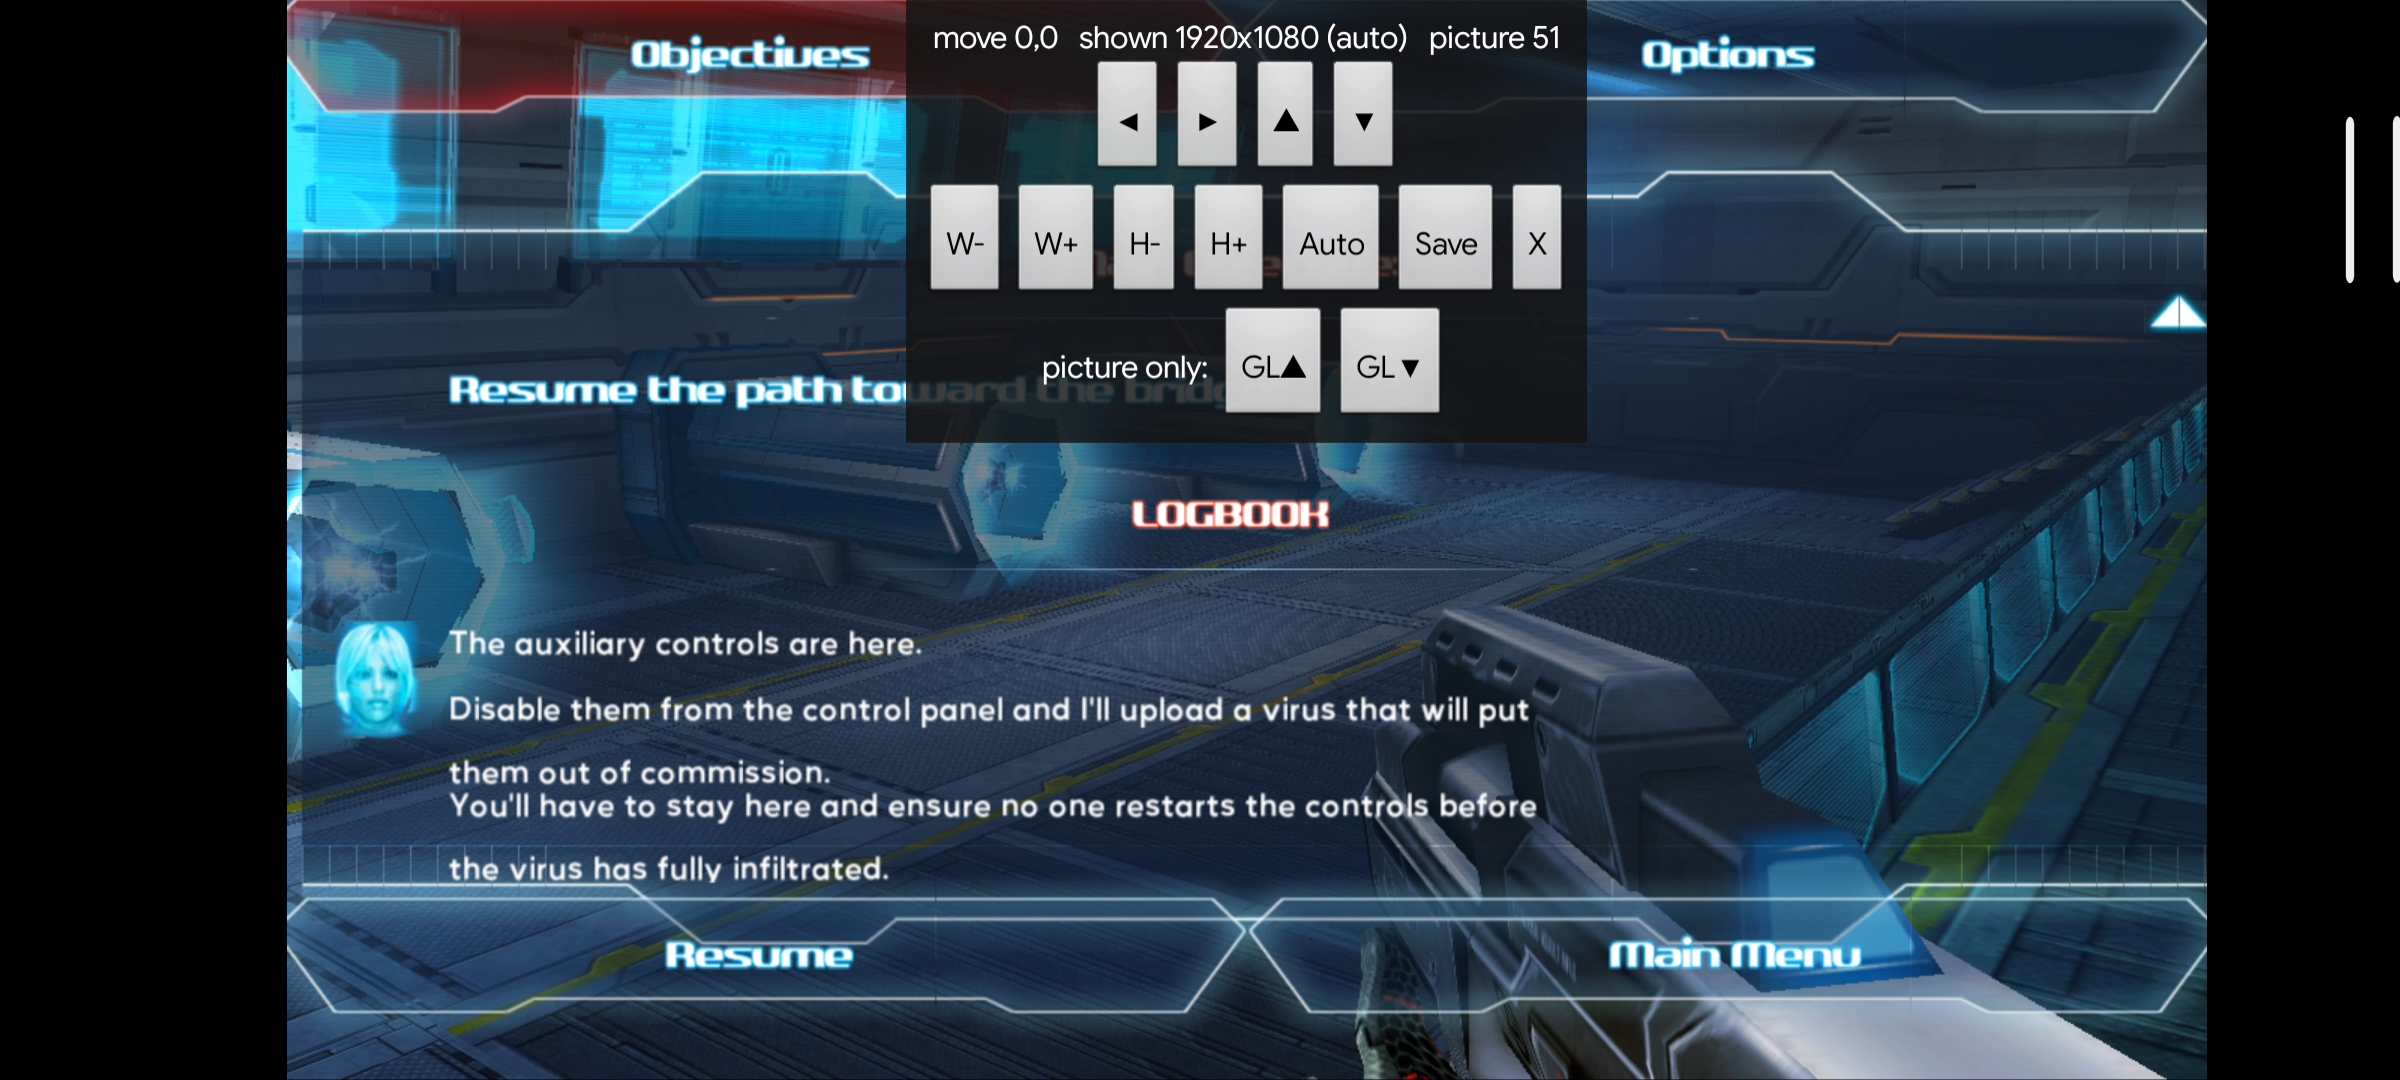 Objectives
move 0,0 shown 1920x1080 (auto) picture 51
Options
◄ ► ▲ ▼
W- W+ H- H+ Auto Save X
picture only: GL▲ GL▼
Resume the path toward the bridg
LOGBOOK
The auxiliary controls are here.
Disable them from the control panel and I'll upload a virus that will put
them out of commission.
You'll have to stay here and ensure no one restarts the controls before
the virus has fully infiltrated.
Resume
Main Menu